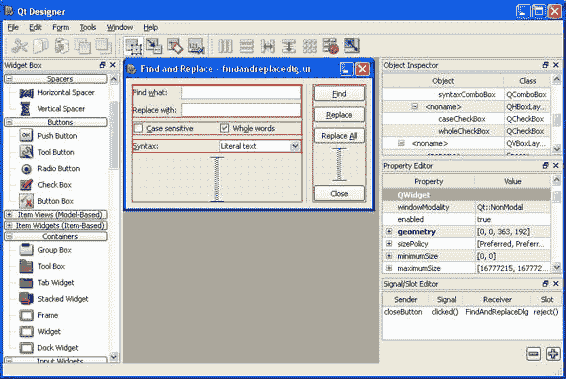 Qt Designer
File Edit Form Tools Window Help
Widget Box
Spacers
Horizontal Spacer
Vertical Spacer
Buttons
Push Button
Tool Button
Radio Button
Check Box
Button Box
Item Views (Model-Based)
Item Widgets (Item-Based)
Containers
Group Box
Tool Box
Tab Widget
Stacked Widget
Frame
Widget
Dock Widget
Input Widgets
Find and Replace - findandreplacedlg.ui
Find what:
Replace with:
Case sensitive Whole words
Syntax: Literal text
Find
Replace
Replace All
Close
Object Inspector
Object Class
syntaxComboBox QComboBox
<noname> QHBoxLay...
caseCheckBox QCheckBox
wholeCheckBox QCheckBox
<noname> QVBoxLay...
Property Editor
Property Value
QWidget
windowModality Qt::NonModal
enabled true
geometry [0, 0, 363, 192]
sizePolicy [Preferred, Preferr...
minimumSize [0, 0]
maximumSize [16777215, 167772...
Signal/Slot Editor
Sender Signal Receiver Slot
closeButton clicked() FindAndReplaceDlg reject()